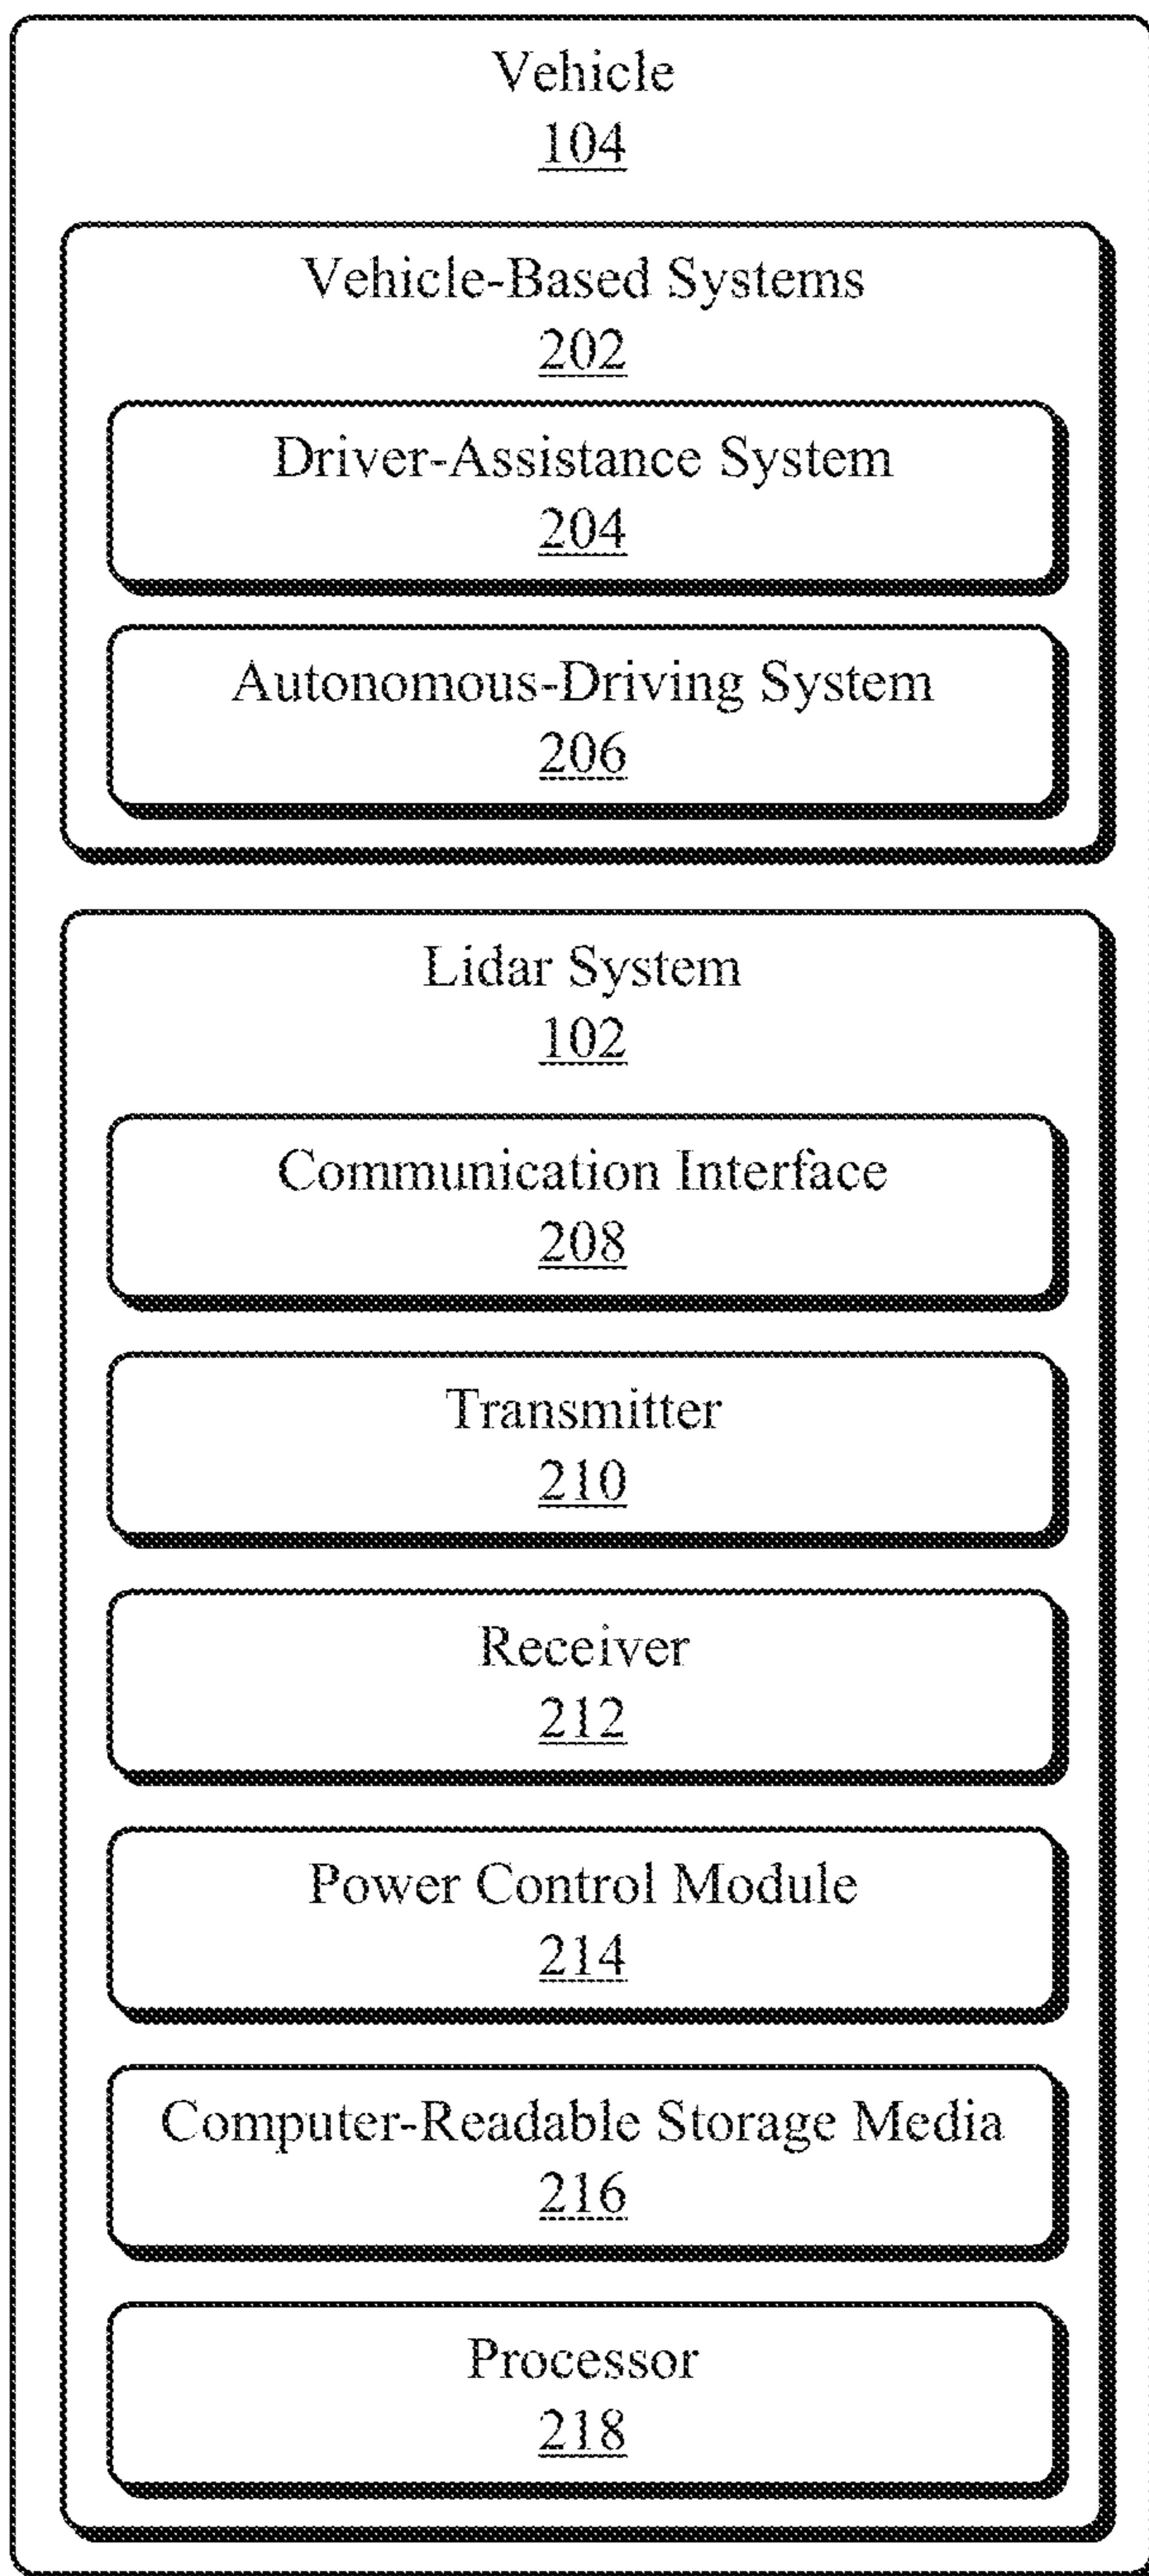 Vehicle
104
Vehicle-Based Systems
202
Driver-Assistance System
204
Autonomous-Driving System
206
Lidar System
102
Communication Interface
208
Transmitter
210
Receiver
212
Power Control Module
214
Computer-Readable Storage Media
216
Processor
218